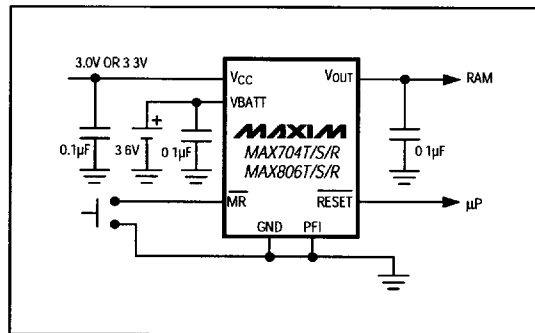 3.0V OR 3 3V
VCC
VOUT
RAM
VBATT
+
MAXIM
MAX704T/S/R
MAX806T/S/R
0.1µF
3 6V
0 1µF
0 1µF
MR
RESET
µP
GND
PFI